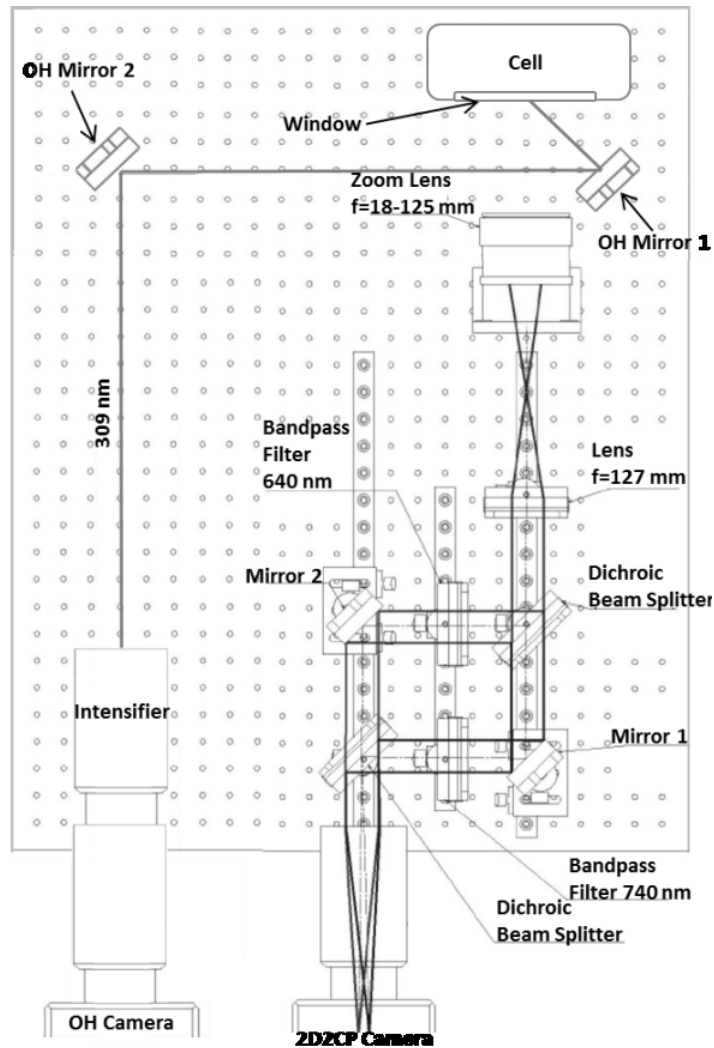 Cell
OH Mirror 2
Window
Zoom Lens
f=18-125 mm
OH Mirror 1
309 nm
Bandpass
Filter
640 nm
Lens
f=127 mm
Mirror 2
Dichroic
Beam Splitter
Intensifier
Mirror 1
Bandpass
Filter 740 nm
Dichroic
Beam Splitter
OH Camera
2D2CP Camera